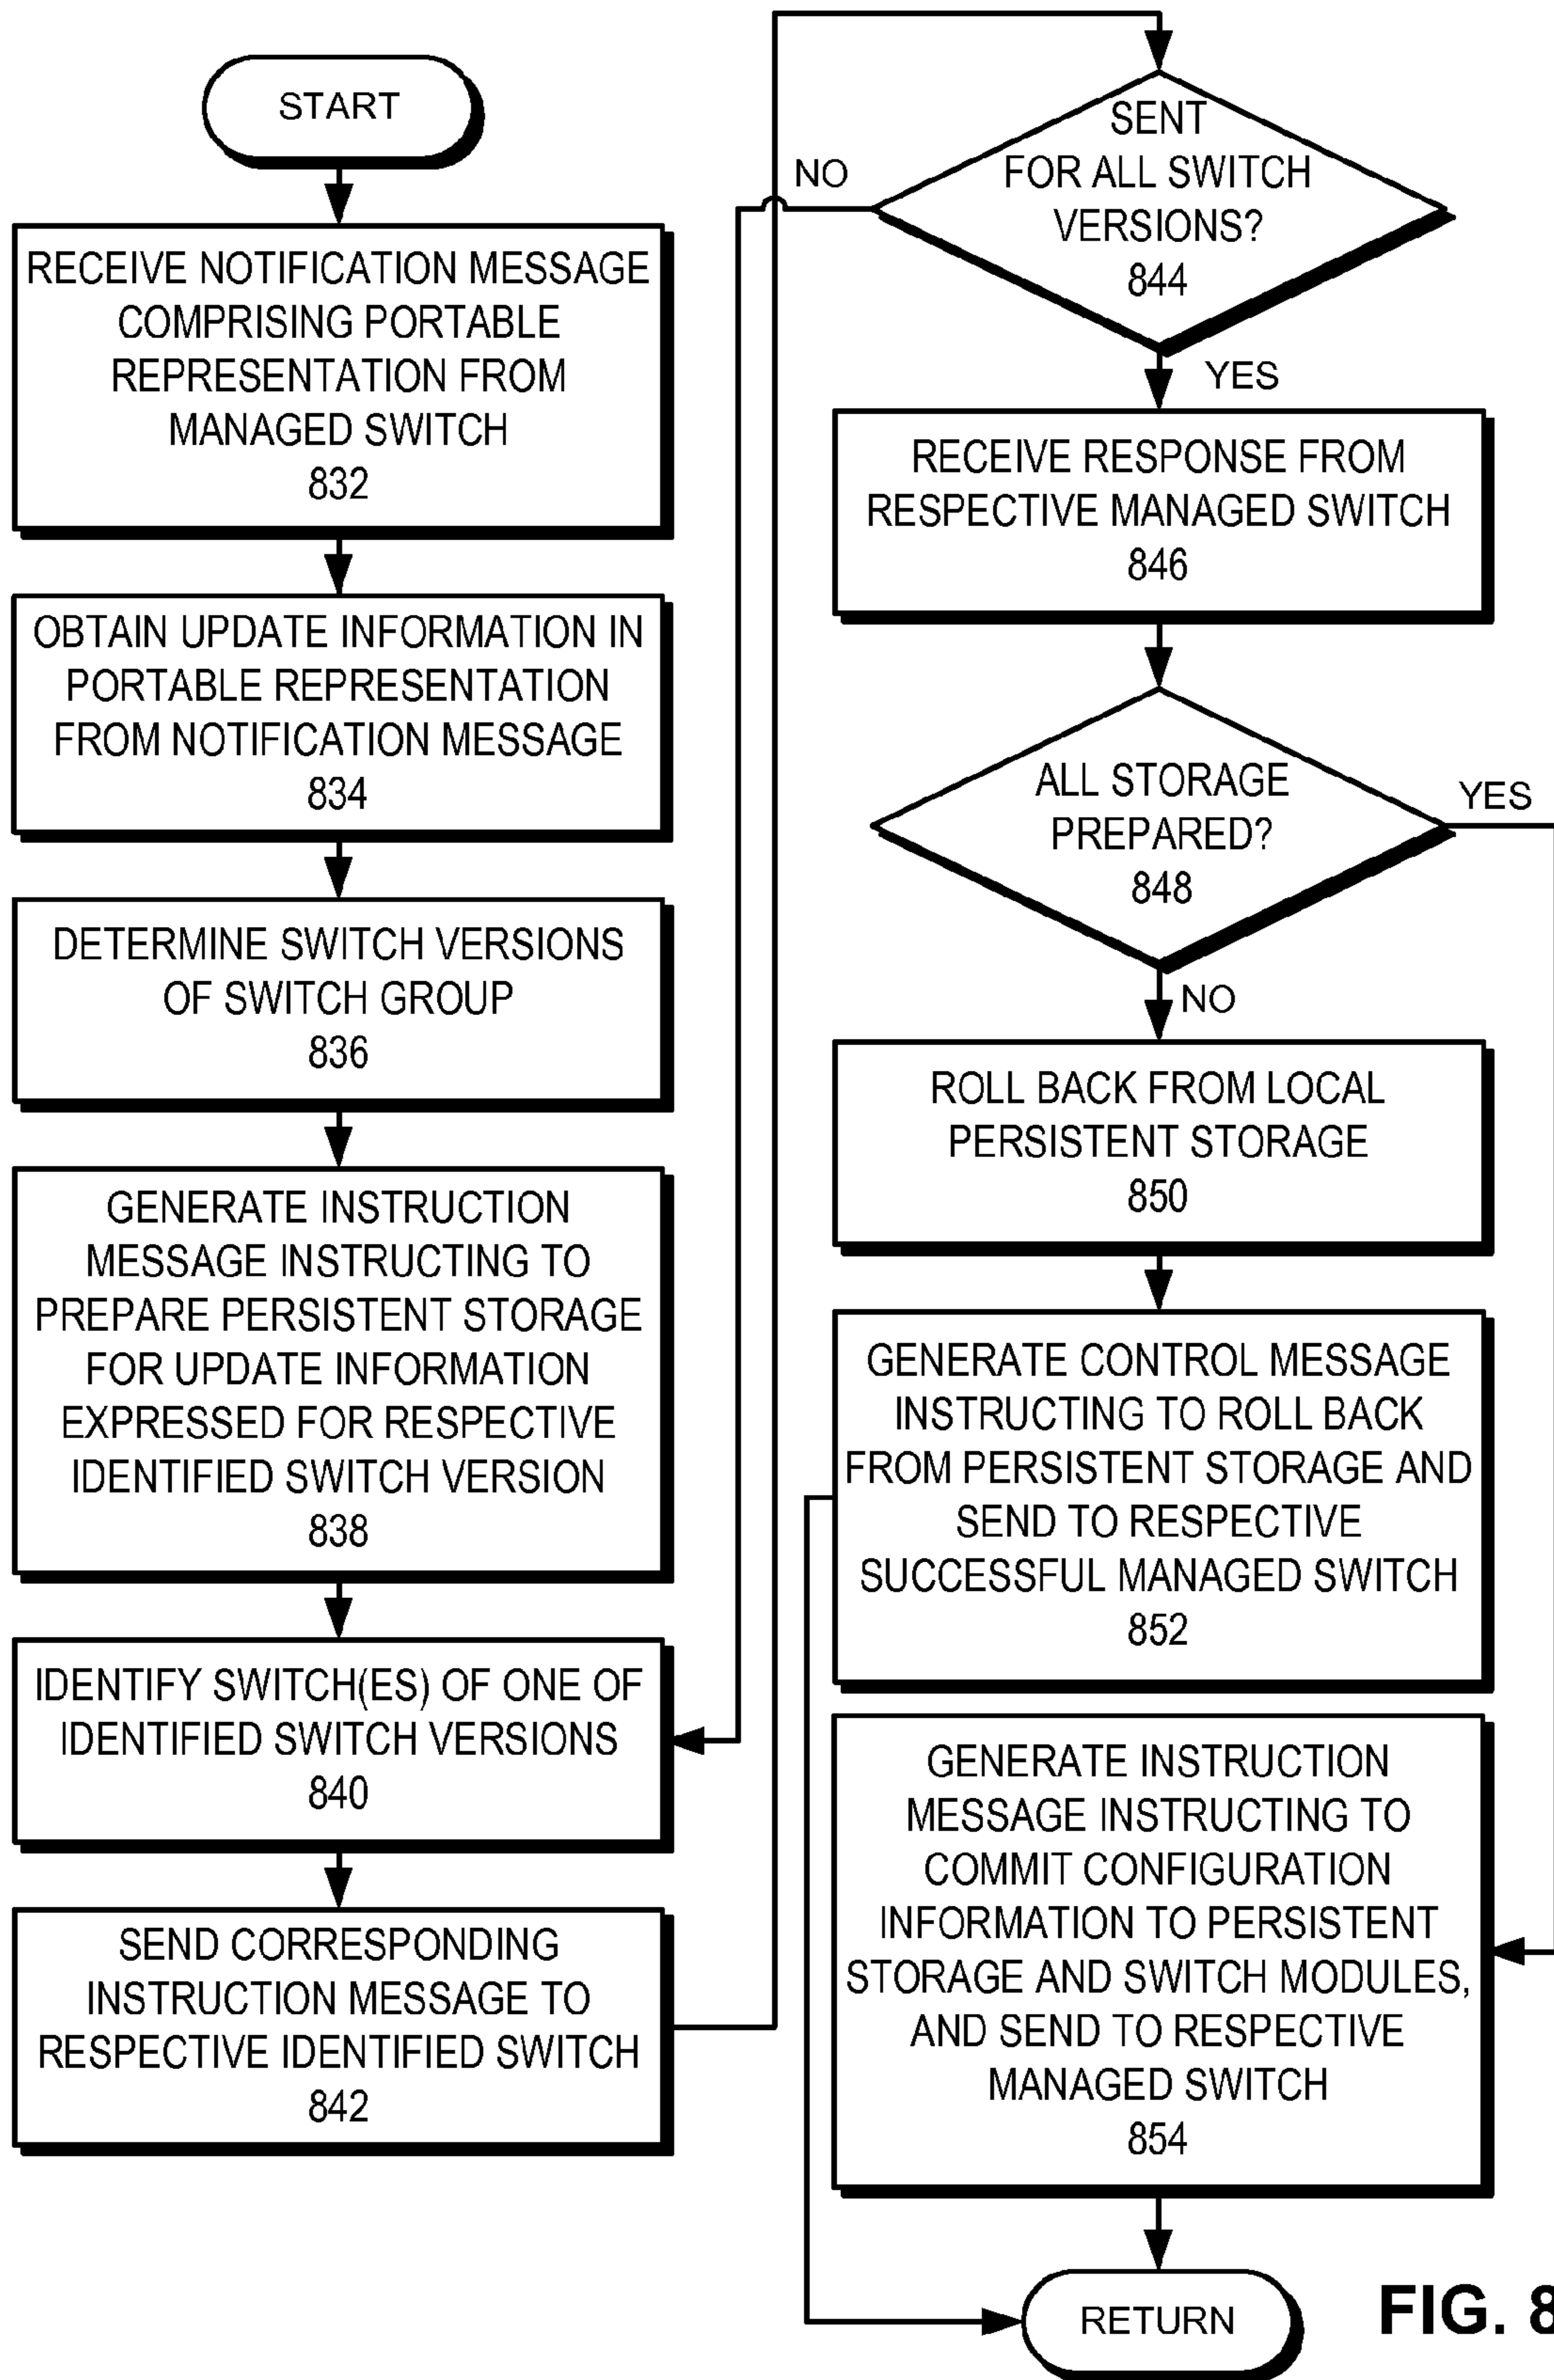 START
RECEIVE NOTIFICATION MESSAGE
COMPRISING PORTABLE
REPRESENTATION FROM
MANAGED SWITCH
832
OBTAIN UPDATE INFORMATION IN
PORTABLE REPRESENTATION
FROM NOTIFICATION MESSAGE
834
DETERMINE SWITCH VERSIONS
OF SWITCH GROUP
836
GENERATE INSTRUCTION
MESSAGE INSTRUCTING TO
PREPARE PERSISTENT STORAGE
FOR UPDATE INFORMATION
EXPRESSED FOR RESPECTIVE
IDENTIFIED SWITCH VERSION
838
IDENTIFY SWITCH(ES) OF ONE OF
IDENTIFIED SWITCH VERSIONS
840
SEND CORRESPONDING
INSTRUCTION MESSAGE TO
RESPECTIVE IDENTIFIED SWITCH
842
SENT
FOR ALL SWITCH
VERSIONS?
844
NO
YES
RECEIVE RESPONSE FROM
RESPECTIVE MANAGED SWITCH
846
ALL STORAGE
PREPARED?
848
YES
NO
ROLL BACK FROM LOCAL
PERSISTENT STORAGE
850
GENERATE CONTROL MESSAGE
INSTRUCTING TO ROLL BACK
FROM PERSISTENT STORAGE AND
SEND TO RESPECTIVE
SUCCESSFUL MANAGED SWITCH
852
GENERATE INSTRUCTION
MESSAGE INSTRUCTING TO
COMMIT CONFIGURATION
INFORMATION TO PERSISTENT
STORAGE AND SWITCH MODULES,
AND SEND TO RESPECTIVE
MANAGED SWITCH
854
RETURN
FIG. 8